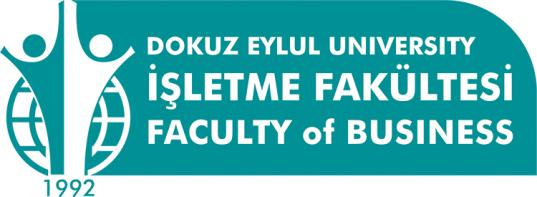 DOKUZ EYLUL UNIVERSITY
İŞLETME FAKÜLTESİ
FACULTY of BUSINESS
1992